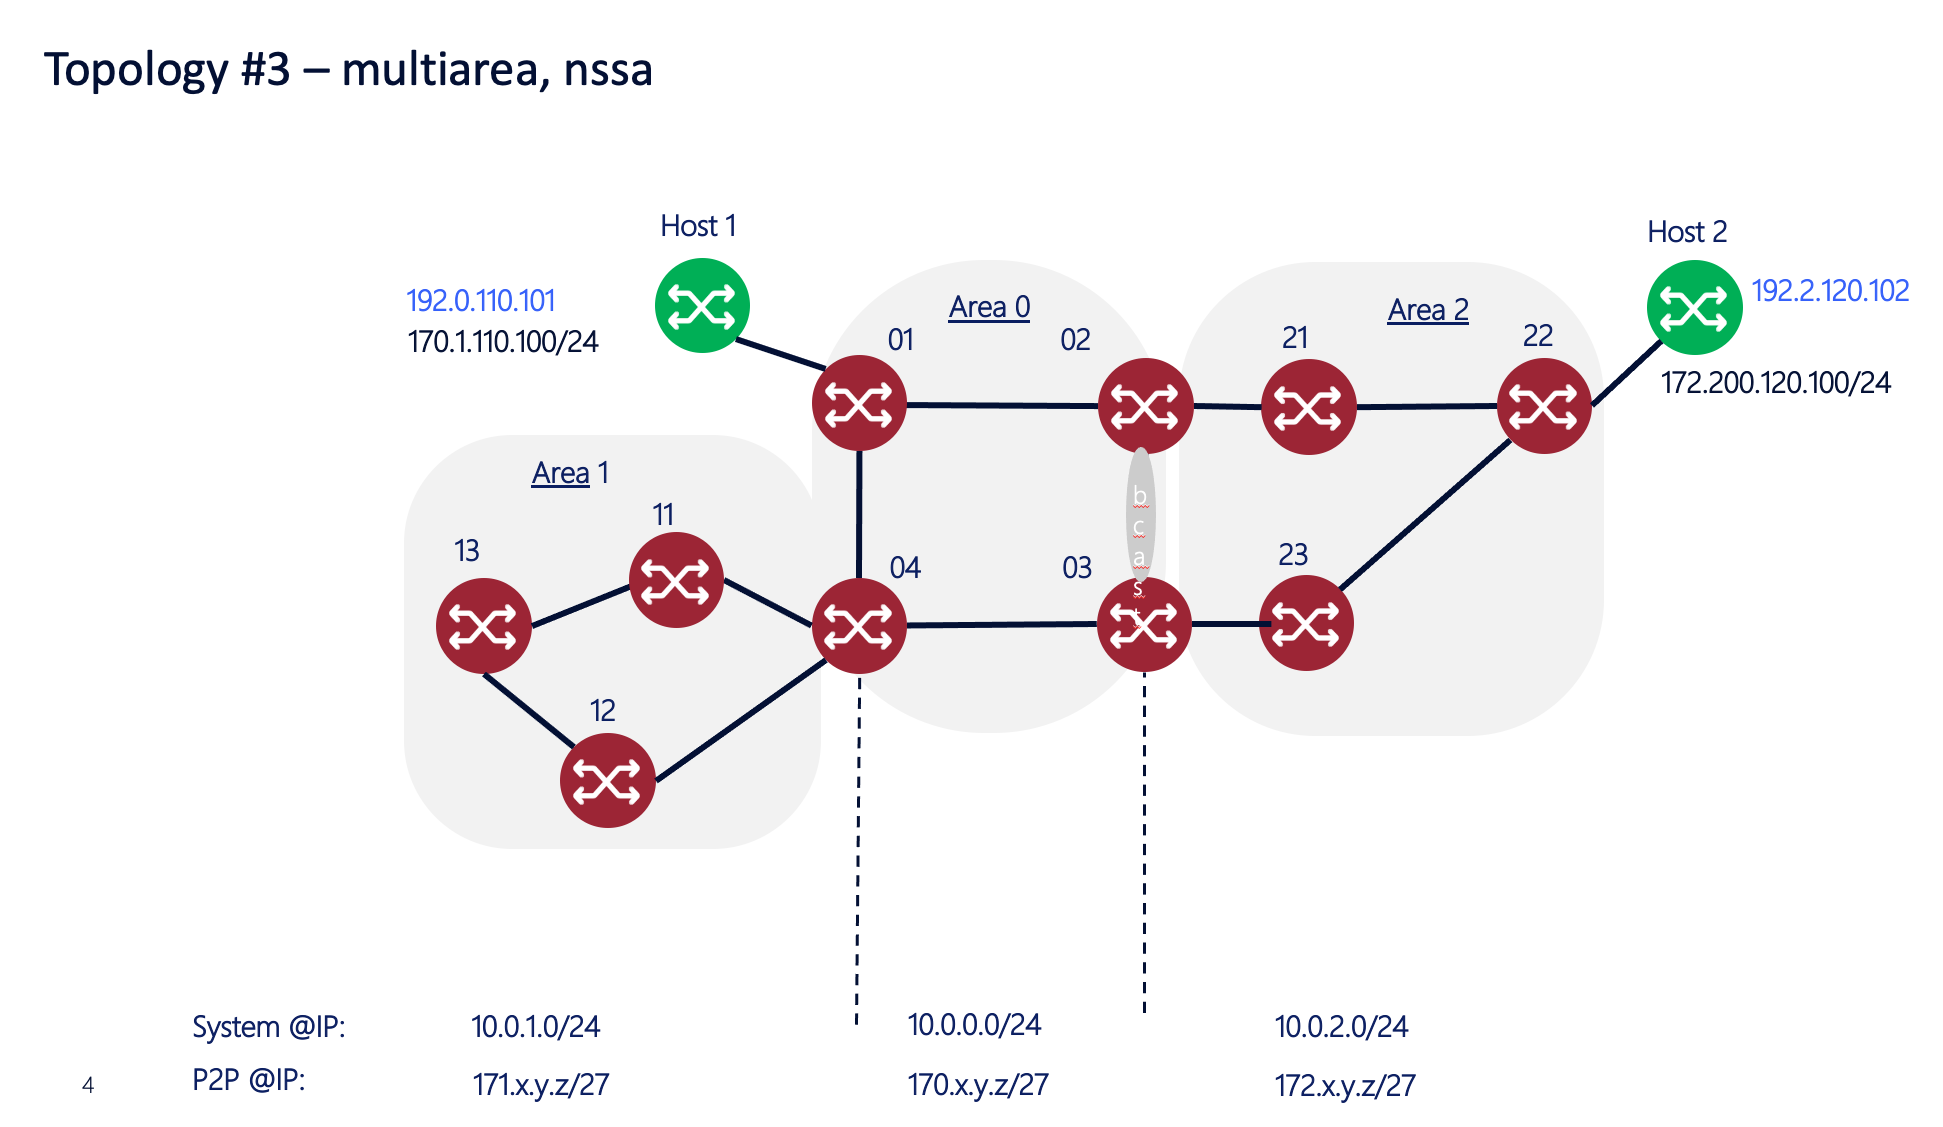 Topology #3 – multiarea, nssa
Host 1
Host 2
192.0.110.101
170.1.110.100/24
192.2.120.102
172.200.120.100/24
Area 0
Area 2
01
02
21
22
Area 1
11
13
04
03
23
12
b
c
a
s
t
System @IP:
10.0.1.0/24
10.0.0.0/24
10.0.2.0/24
P2P @IP:
171.x.y.z/27
170.x.y.z/27
172.x.y.z/27
4